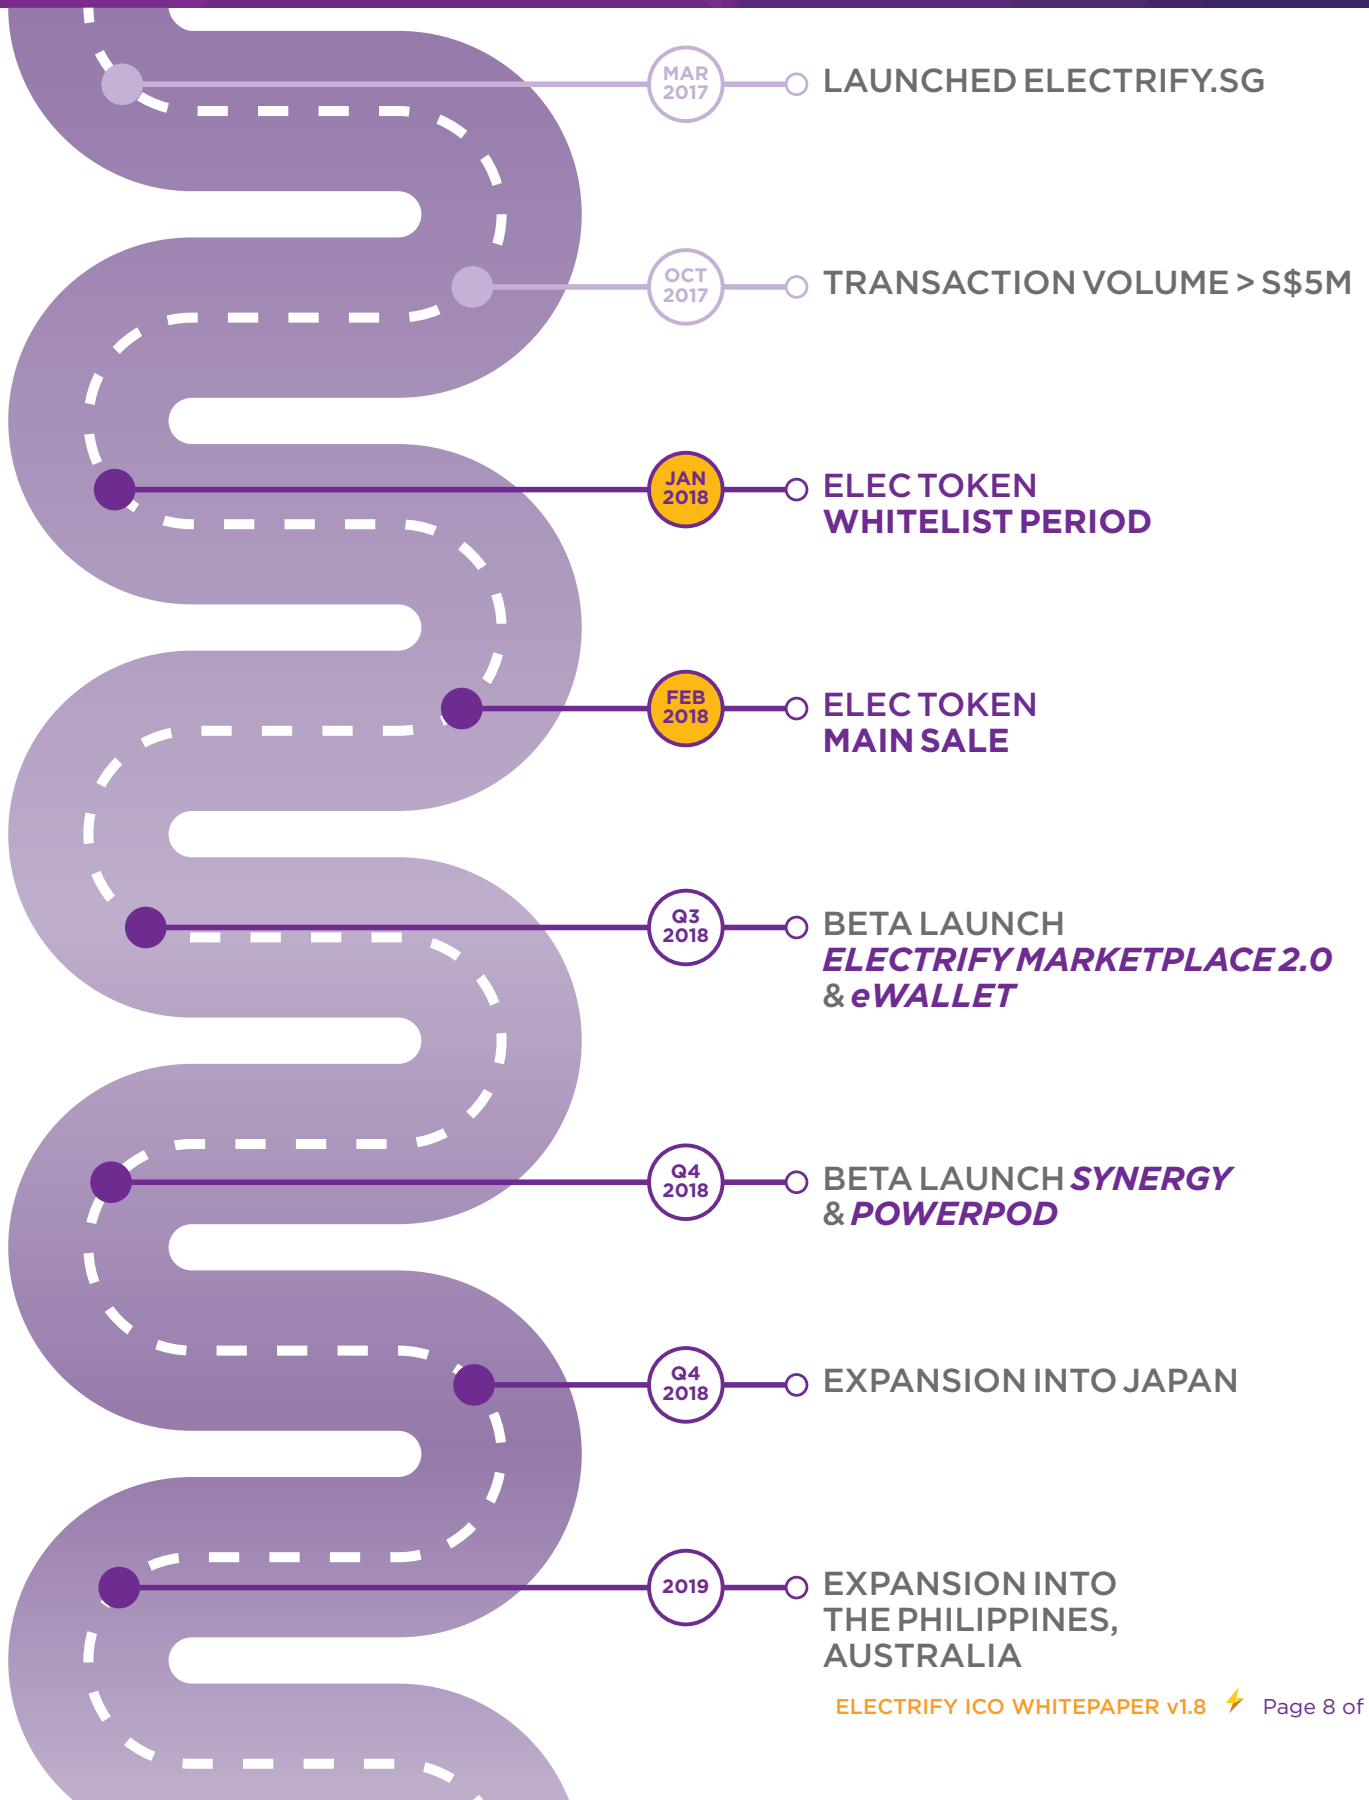 MAR
2017
LAUNCHED ELECTRIFY.SG
OCT
2017
TRANSACTION VOLUME > S$5M
JAN
2018
ELEC TOKEN
WHITELIST PERIOD
FEB
2018
ELEC TOKEN
MAIN SALE
Q3
2018
BETA LAUNCH
ELECTRIFY MARKETPLACE 2.0
& eWALLET
Q4
2018
BETA LAUNCH SYNERGY
& POWERPOD
Q4
2018
EXPANSION INTO JAPAN
2019
EXPANSION INTO
THE PHILIPPINES,
AUSTRALIA
ELECTRIFY ICO WHITEPAPER v1.8 Page 8 of